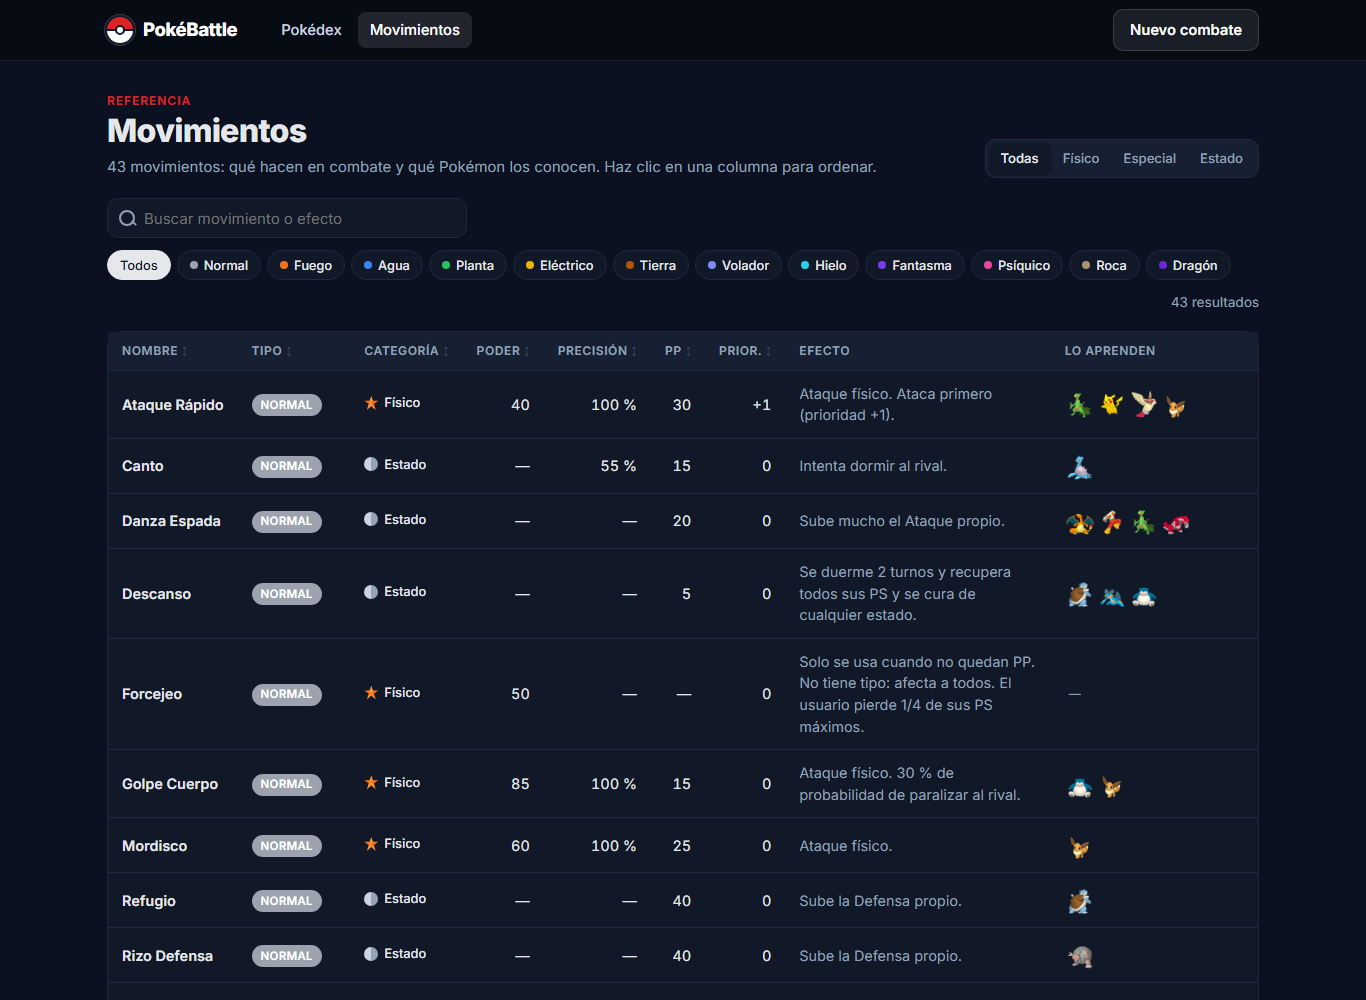 PokéBattle Pokédex Movimientos Nuevo combate
REFERENCIA
Movimientos
43 movimientos: qué hacen en combate y qué Pokémon los conocen. Haz clic en una columna para ordenar.
Todas Físico Especial Estado
Buscar movimiento o efecto
Todos Normal Fuego Agua Planta Eléctrico Tierra Volador Hielo Fantasma Psíquico Roca Dragón
43 resultados
NOMBRE TIPO CATEGORÍA PODER PRECISIÓN PP PRIOR. EFECTO LO APRENDEN
Ataque Rápido NORMAL Físico 40 100 % 30 +1 Ataque físico. Ataca primero
(prioridad +1).
Canto NORMAL Estado — 55 % 15 0 Intenta dormir al rival.
Danza Espada NORMAL Estado — — 20 0 Sube mucho el Ataque propio.
Descanso NORMAL Estado — — 5 0 Se duerme 2 turnos y recupera
todos sus PS y se cura de
cualquier estado.
Forcejeo NORMAL Físico 50 — — 0 Solo se usa cuando no quedan PP. —
No tiene tipo: afecta a todos. El
usuario pierde 1/4 de sus PS
máximos.
Golpe Cuerpo NORMAL Físico 85 100 % 15 0 Ataque físico. 30 % de
probabilidad de paralizar al rival.
Mordisco NORMAL Físico 60 100 % 25 0 Ataque físico.
Refugio NORMAL Estado — — 40 0 Sube la Defensa propio.
Rizo Defensa NORMAL Estado — — 40 0 Sube la Defensa propio.